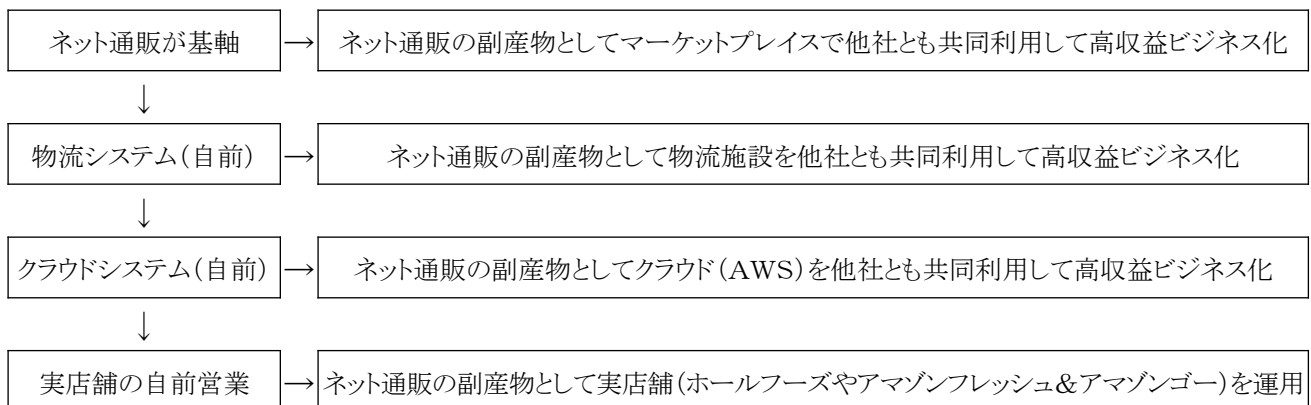 ネット通販が基軸 → ネット通販の副産物としてマーケットプレイスで他社とも共同利用して高収益ビジネス化
↓
物流システム(自前) → ネット通販の副産物として物流施設を他社とも共同利用して高収益ビジネス化
↓
クラウドシステム(自前) → ネット通販の副産物としてクラウド(AWS)を他社とも共同利用して高収益ビジネス化
↓
実店舗の自前営業 → ネット通販の副産物として実店舗(ホールフーズやアマゾンフレッシュ&アマゾンゴー)を運用